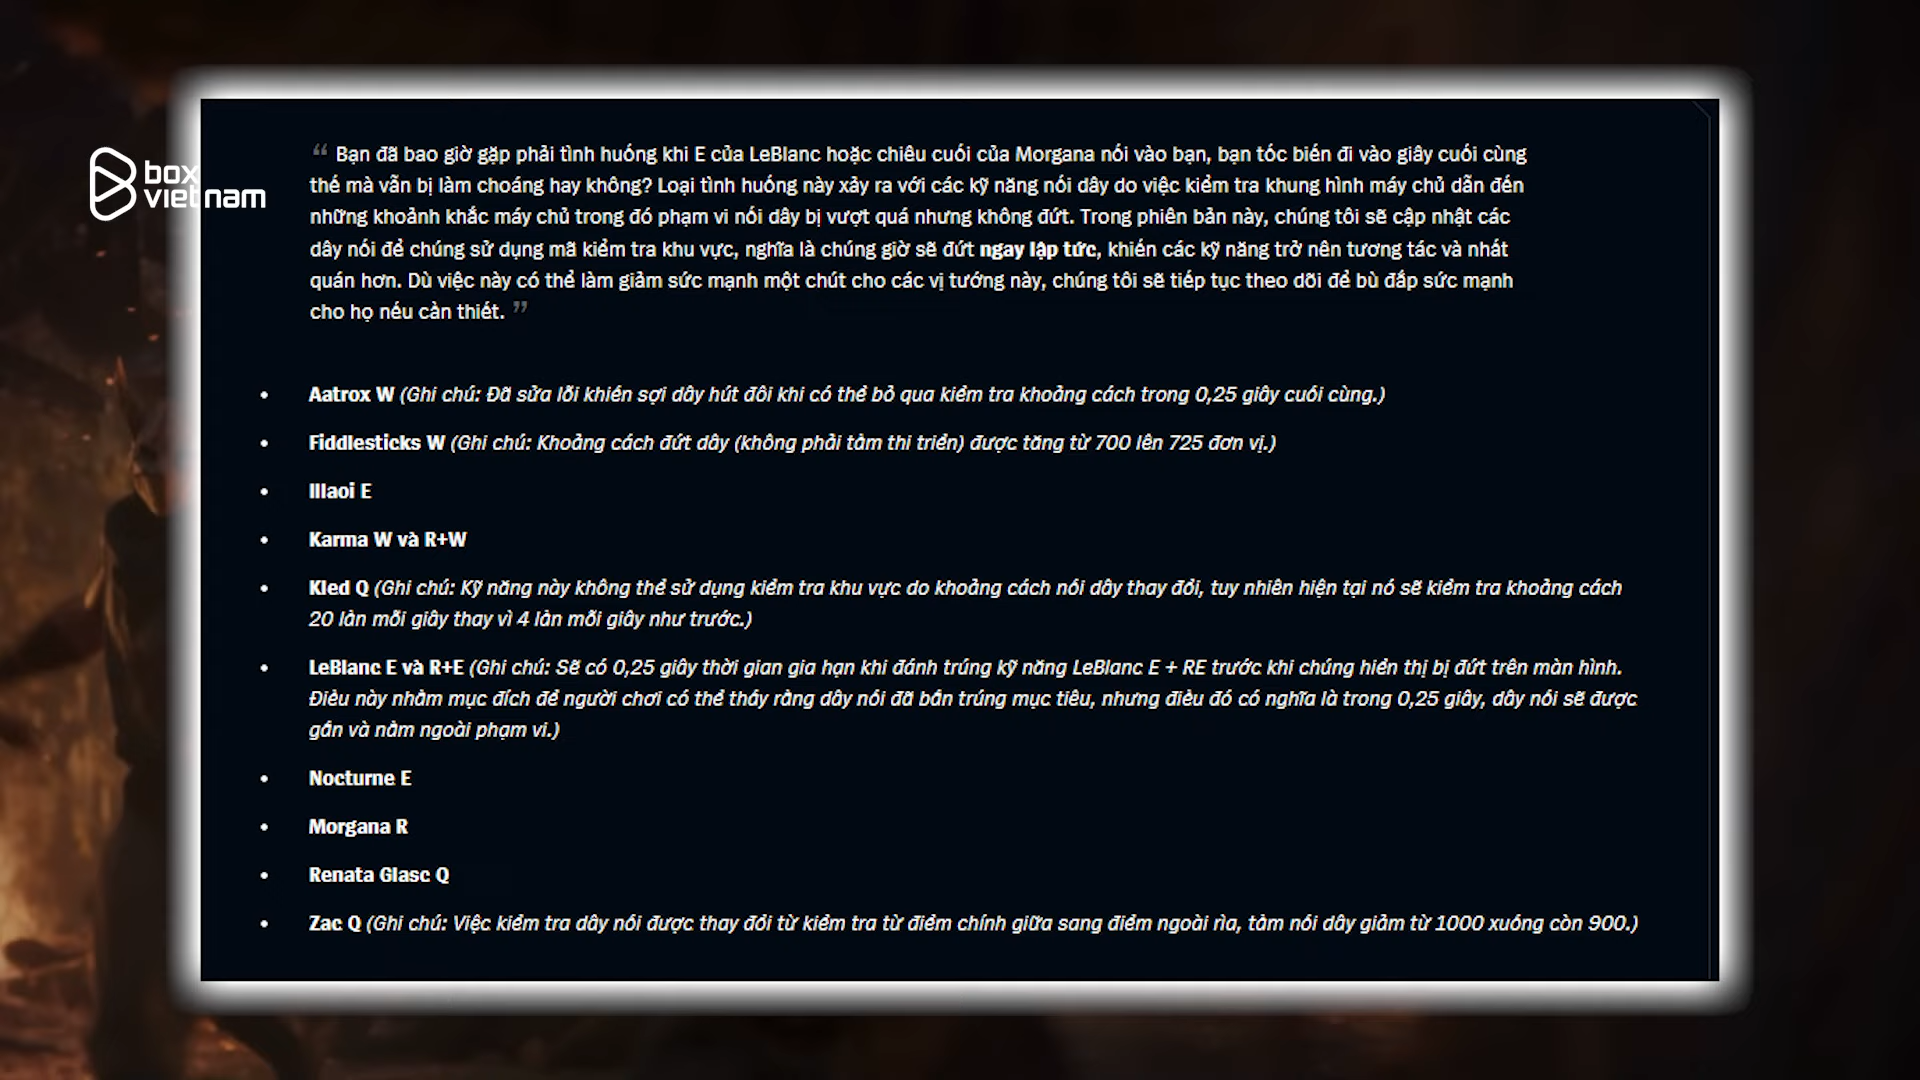 box
vietnam
“ Bạn đã bao giờ gặp phải tình huống khi E của LeBlanc hoặc chiêu cuối của Morgana nối vào bạn, bạn tốc biến đi vào giây cuối cùng
thế mà vẫn bị làm choáng hay không? Loại tình huống này xảy ra với các kỹ năng nối dây do việc kiểm tra khung hình máy chủ dẫn đến
những khoảnh khắc máy chủ trong đó phạm vi nối dây bị vượt quá nhưng không đứt. Trong phiên bản này, chúng tôi sẽ cập nhật các
dây nối để chúng sử dụng mã kiểm tra khu vực, nghĩa là chúng giờ sẽ đứt ngay lập tức, khiến các kỹ năng trở nên tương tác và nhất
quán hơn. Dù việc này có thể làm giảm sức mạnh một chút cho các vị tướng này, chúng tôi sẽ tiếp tục theo dõi để bù đắp sức mạnh
cho họ nếu cần thiết. ”
• Aatrox W (Ghi chú: Đã sửa lỗi khiến sợi dây hút đôi khi có thể bỏ qua kiểm tra khoảng cách trong 0,25 giây cuối cùng.)
• Fiddlesticks W (Ghi chú: Khoảng cách đứt dây (không phải tầm thi triển) được tăng từ 700 lên 725 đơn vị.)
• Illaoi E
• Karma W và R+W
• Kled Q (Ghi chú: Kỹ năng này không thể sử dụng kiểm tra khu vực do khoảng cách nối dây thay đổi, tuy nhiên hiện tại nó sẽ kiểm tra khoảng cách
20 lần mỗi giây thay vì 4 lần mỗi giây như trước.)
• LeBlanc E và R+E (Ghi chú: Sẽ có 0,25 giây thời gian gia hạn khi đánh trúng kỹ năng LeBlanc E + RE trước khi chúng hiển thị bị đứt trên màn hình.
Điều này nhằm mục đích để người chơi có thể thấy rằng dây nối đã bắn trúng mục tiêu, nhưng điều đó có nghĩa là trong 0,25 giây, dây nối sẽ được
gắn và nằm ngoài phạm vi.)
• Nocturne E
• Morgana R
• Renata Glasc Q
• Zac Q (Ghi chú: Việc kiểm tra dây nối được thay đổi từ kiểm tra từ điểm chính giữa sang điểm ngoài rìa, tầm nối dây giảm từ 1000 xuống còn 900.)